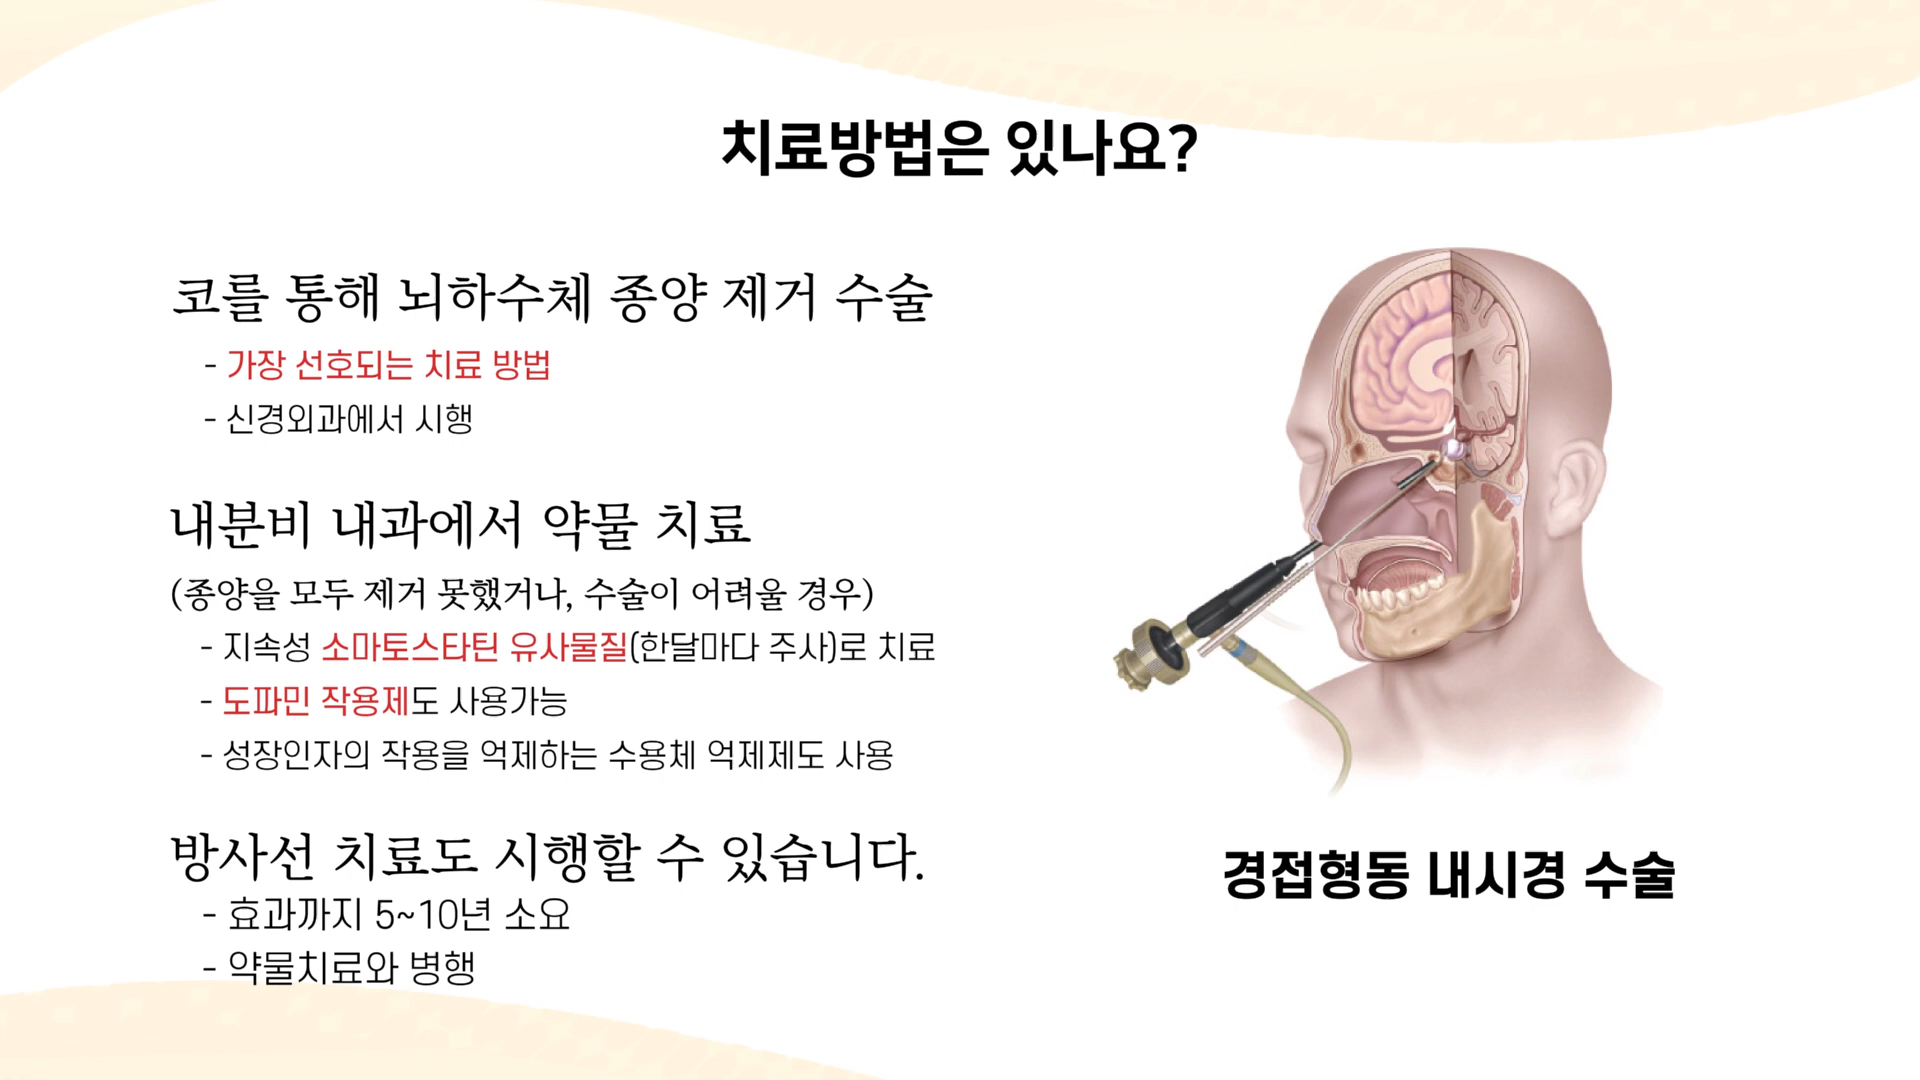 치료방법은 있나요?
코를 통해 뇌하수체 종양 제거 수술
- 가장 선호되는 치료 방법
- 신경외과에서 시행
내분비 내과에서 약물 치료
(종양을 모두 제거 못했거나, 수술이 어려울 경우)
- 지속성 소마토스타틴 유사물질(한달마다 주사)로 치료
- 도파민 작용제도 사용가능
- 성장인자의 작용을 억제하는 수용체 억제제도 사용
방사선 치료도 시행할 수 있습니다.
- 효과까지 5~10년 소요
- 약물치료와 병행
경접형동 내시경 수술